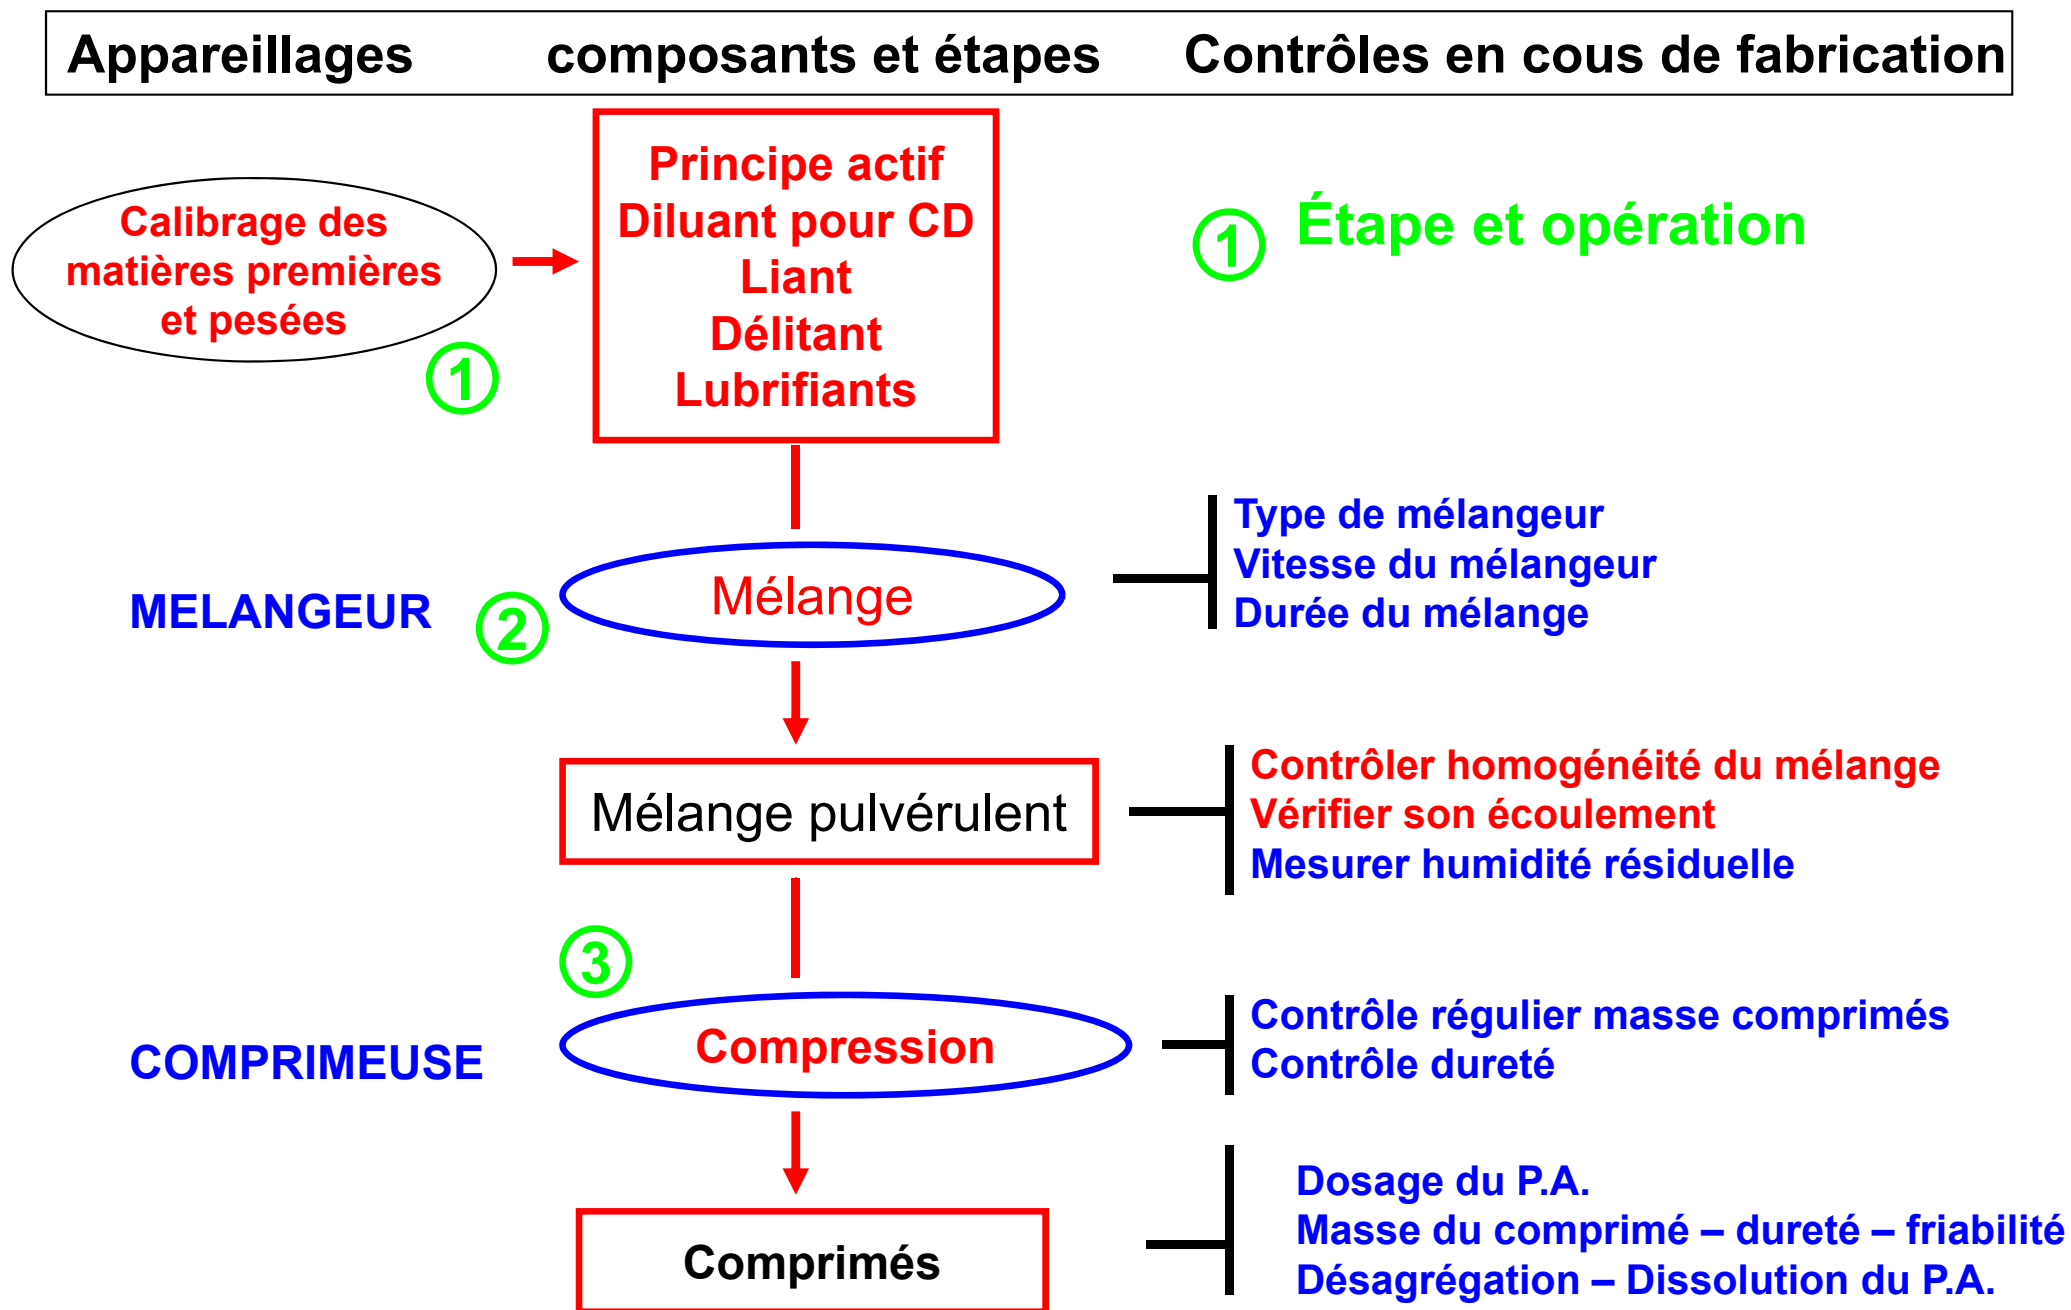 Appareillages composants et étapes Contrôles en cous de fabrication
Calibrage des
matières premières
et pesées
1
Principe actif
Diluant pour CD
Liant
Délitant
Lubrifiants
1 Étape et opération
MELANGEUR
2
Mélange
Type de mélangeur
Vitesse du mélangeur
Durée du mélange
Mélange pulvérulent
Contrôler homogénéité du mélange
Vérifier son écoulement
Mesurer humidité résiduelle
3
COMPRIMEUSE
Compression
Contrôle régulier masse comprimés
Contrôle dureté
Comprimés
Dosage du P.A.
Masse du comprimé – dureté – friabilité
Désagrégation – Dissolution du P.A.